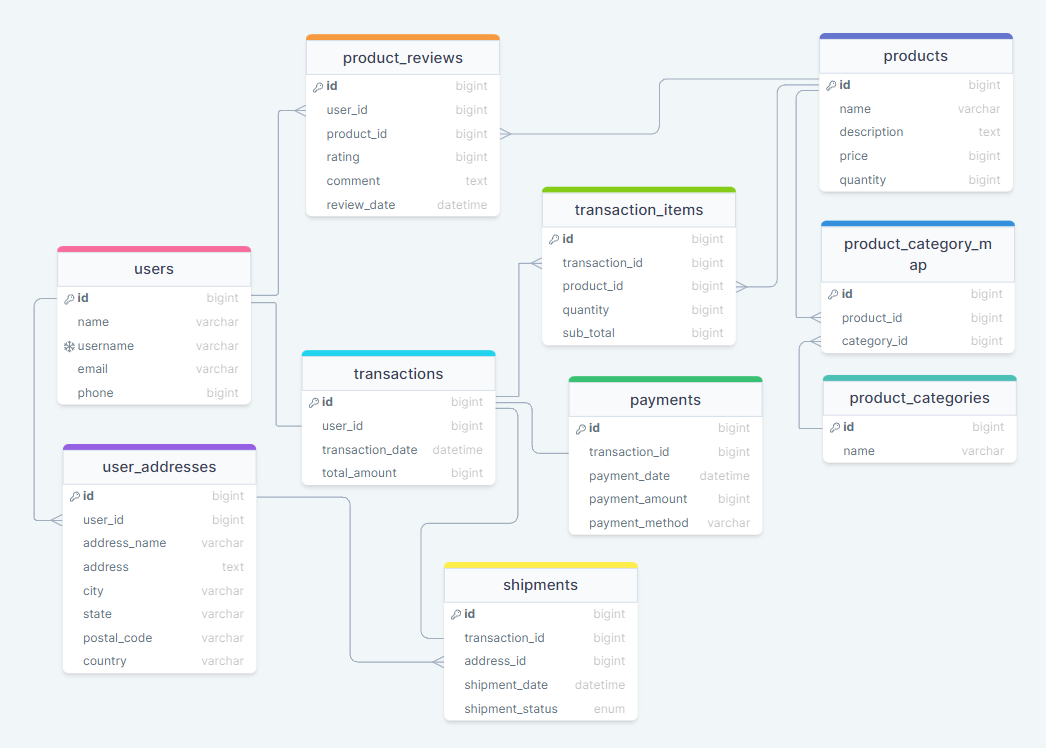 product_reviews
id bigint
user_id bigint
product_id bigint
rating bigint
comment text
review_date datetime
products
id bigint
name varchar
description text
price bigint
quantity bigint
transaction_items
id bigint
transaction_id bigint
product_id bigint
quantity bigint
sub_total bigint
product_category_m
ap
id bigint
product_id bigint
category_id bigint
users
id bigint
name varchar
username varchar
email varchar
phone bigint
transactions
id bigint
user_id bigint
transaction_date datetime
total_amount bigint
payments
id bigint
transaction_id bigint
payment_date datetime
payment_amount bigint
payment_method varchar
product_categories
id bigint
name varchar
user_addresses
id bigint
user_id bigint
address_name varchar
address text
city varchar
state varchar
postal_code varchar
country varchar
shipments
id bigint
transaction_id bigint
address_id bigint
shipment_date datetime
shipment_status enum